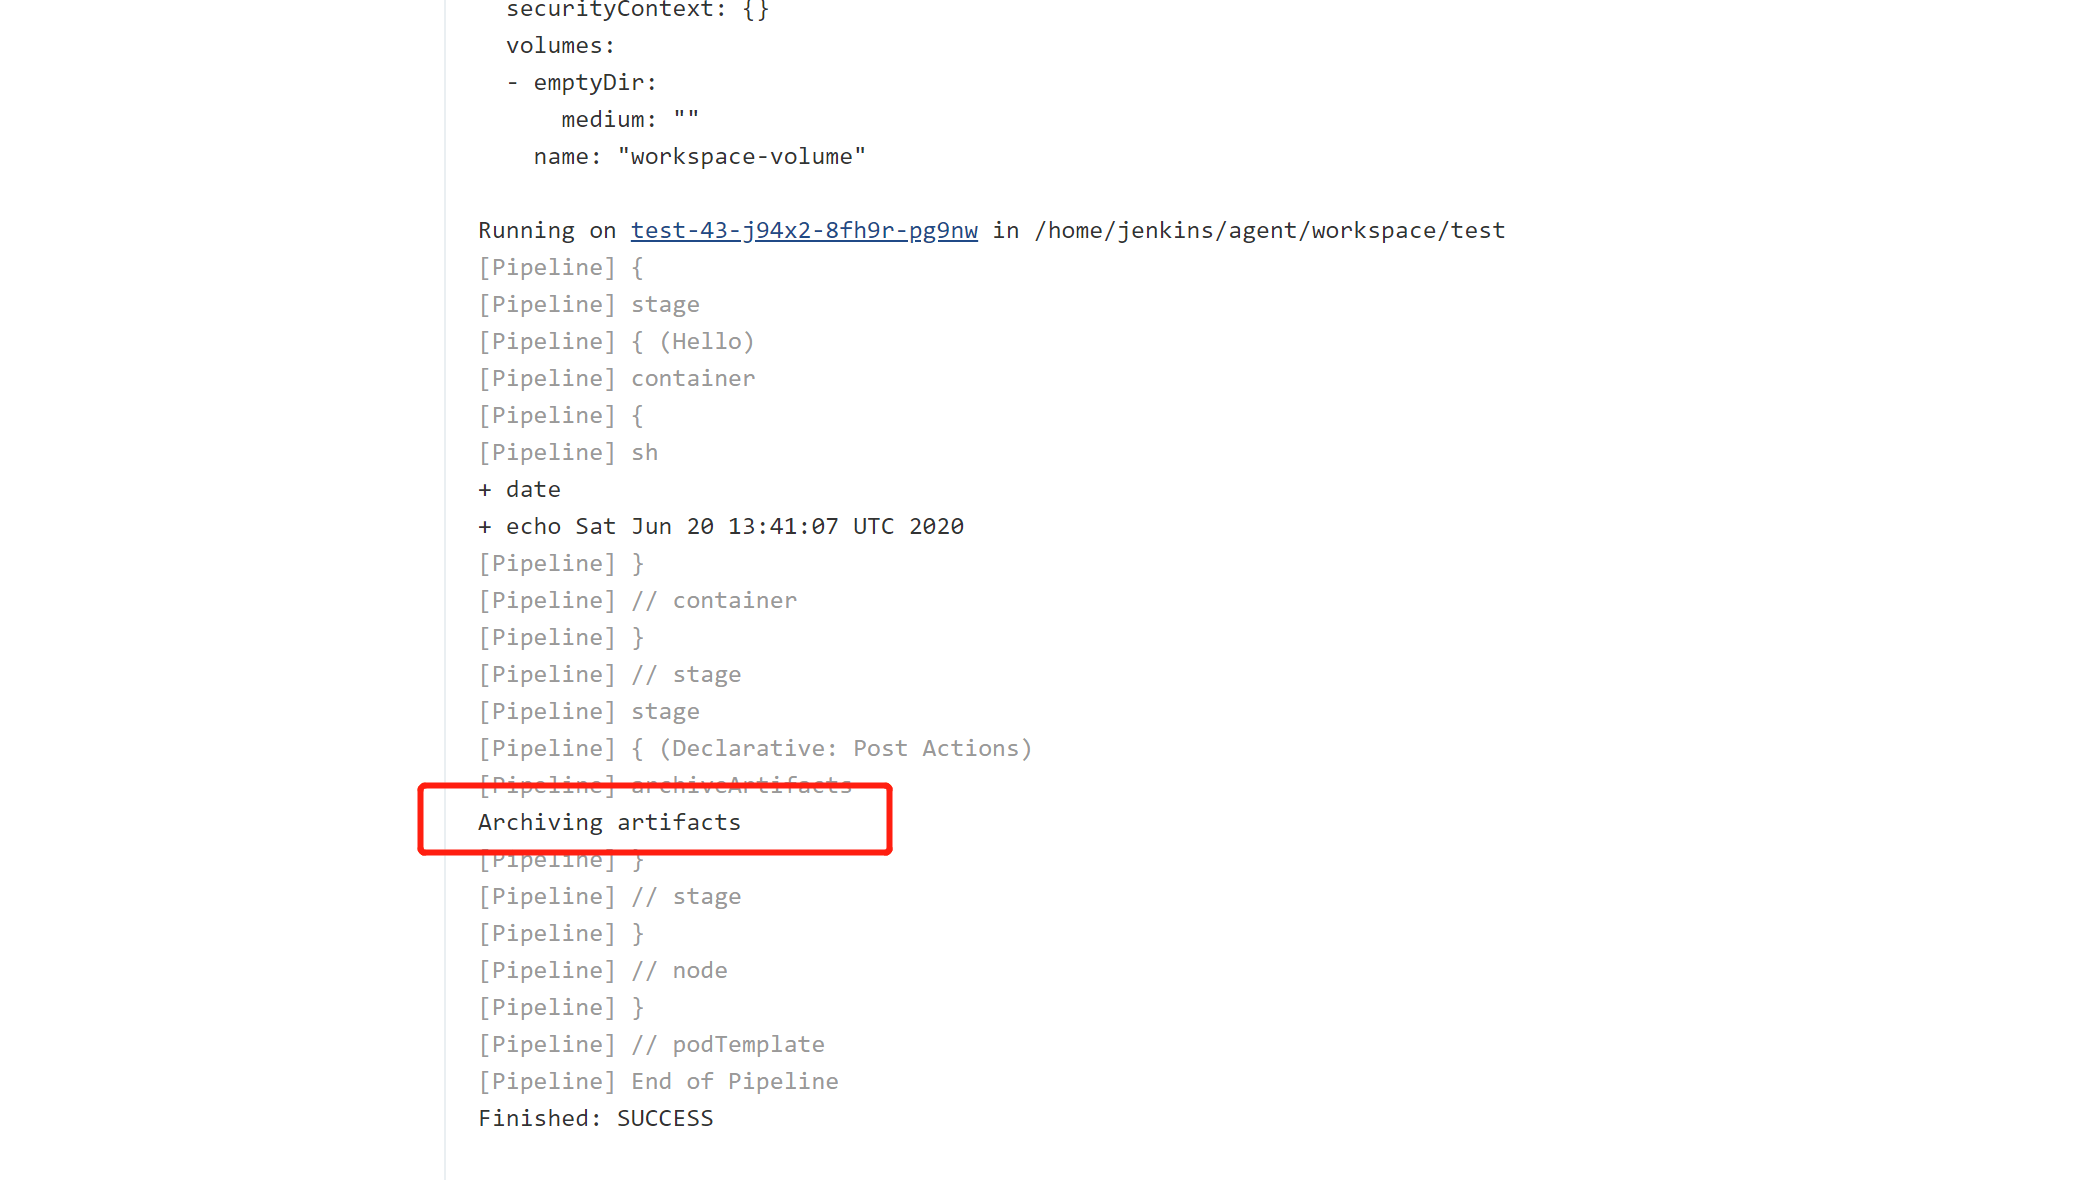 securityContext: {}
volumes:
- emptyDir:
medium: ""
name: "workspace-volume"
Running on test-43-j94x2-8fh9r-pg9nw in /home/jenkins/agent/workspace/test
[Pipeline] {
[Pipeline] stage
[Pipeline] { (Hello)
[Pipeline] container
[Pipeline] {
[Pipeline] sh
+ date
+ echo Sat Jun 20 13:41:07 UTC 2020
[Pipeline] }
[Pipeline] // container
[Pipeline] }
[Pipeline] // stage
[Pipeline] stage
[Pipeline] { (Declarative: Post Actions)
[Pipeline] archiveArtifacts
Archiving artifacts
[Pipeline] }
[Pipeline] // stage
[Pipeline] }
[Pipeline] // node
[Pipeline] }
[Pipeline] // podTemplate
[Pipeline] End of Pipeline
Finished: SUCCESS